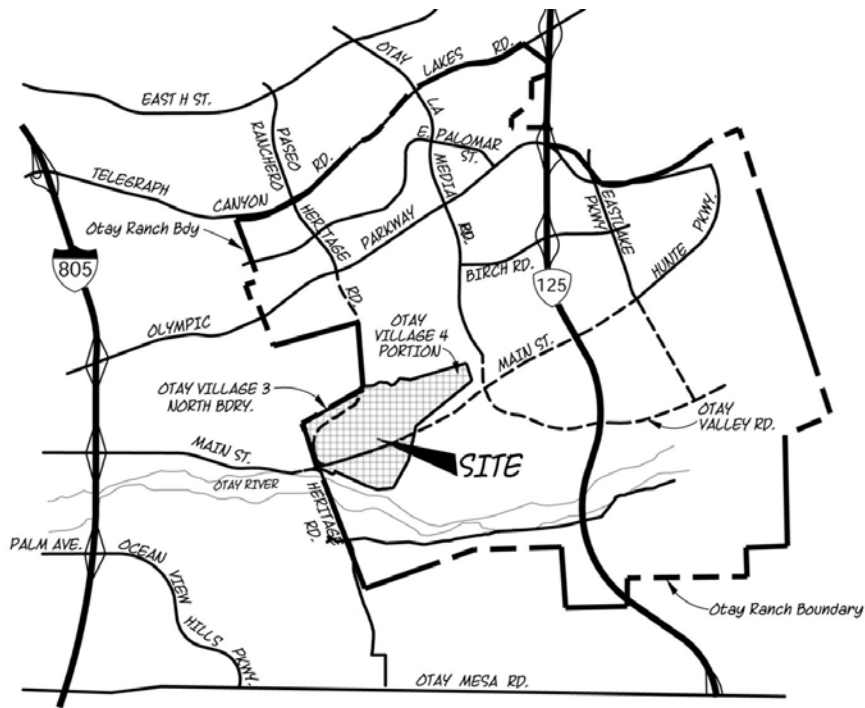 OTAY
LAKES
RD.
EAST H ST.
LA
MEDIA
RD.
PASEO
RANCHERO
E. PALOMAR
ST.
TELEGRAPH
CANYON
RD.
HERITAGE
RD.
Otay Ranch Bdy
PARKWAY
EASTLAKE
PKWY
HUNTE
PKWY.
BIRCH RD.
805
125
OLYMPIC
OTAY
VILLAGE 4
PORTION
MAIN ST.
OTAY VILLAGE 3
NORTH BDRY.
OTAY
VALLEY RD.
MAIN ST.
SITE
OTAY RIVER
HERITAGE
RD.
PALM AVE.
OCEAN
VIEW
HILLS
PKWY.
Otay Ranch Boundary
OTAY MESA RD.